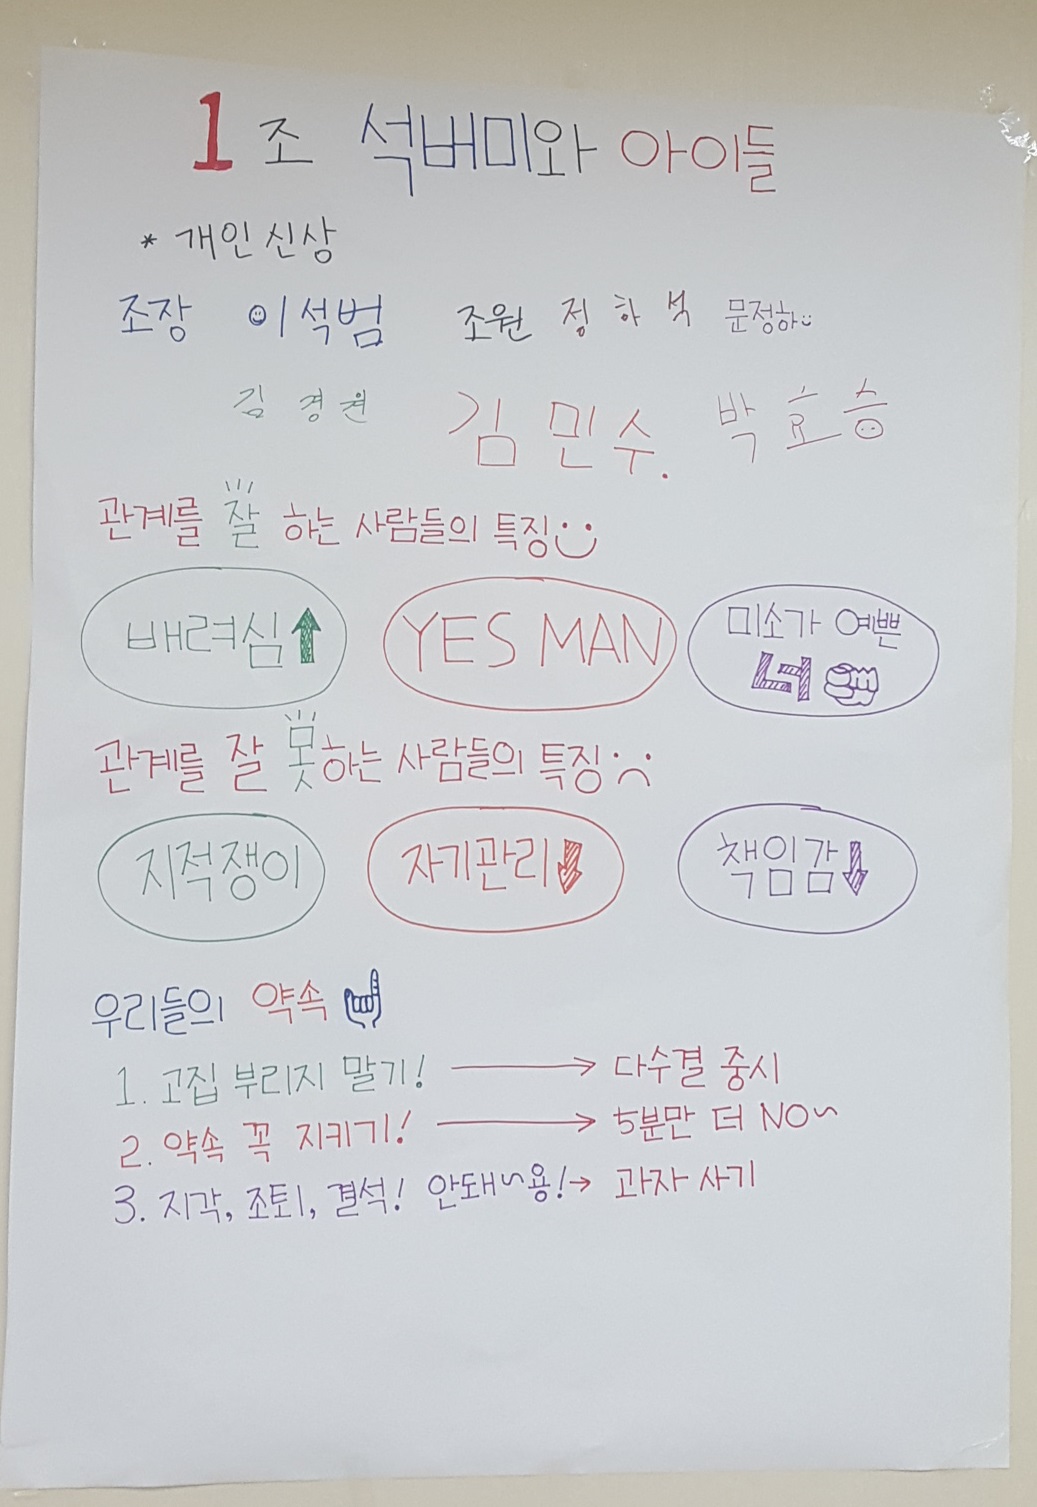 1조 석버미와 아이들
* 개인신상
조장 이석범 조원 정하석 문정하
김경원 김민수. 박효승
관계를 잘 하는 사람들의 특징
배려심↑ YES MAN 미소가 예쁜
너
관계를 잘 못하는 사람들의 특징
지적쟁이 자기관리↓ 책임감↓
우리들의 약속
1. 고집 부리지 말기! → 다수결 중시
2. 약속 꼭 지키기! → 5분만 더 NO~
3. 지각, 조퇴, 결석! 안돼~용! → 과자 사기